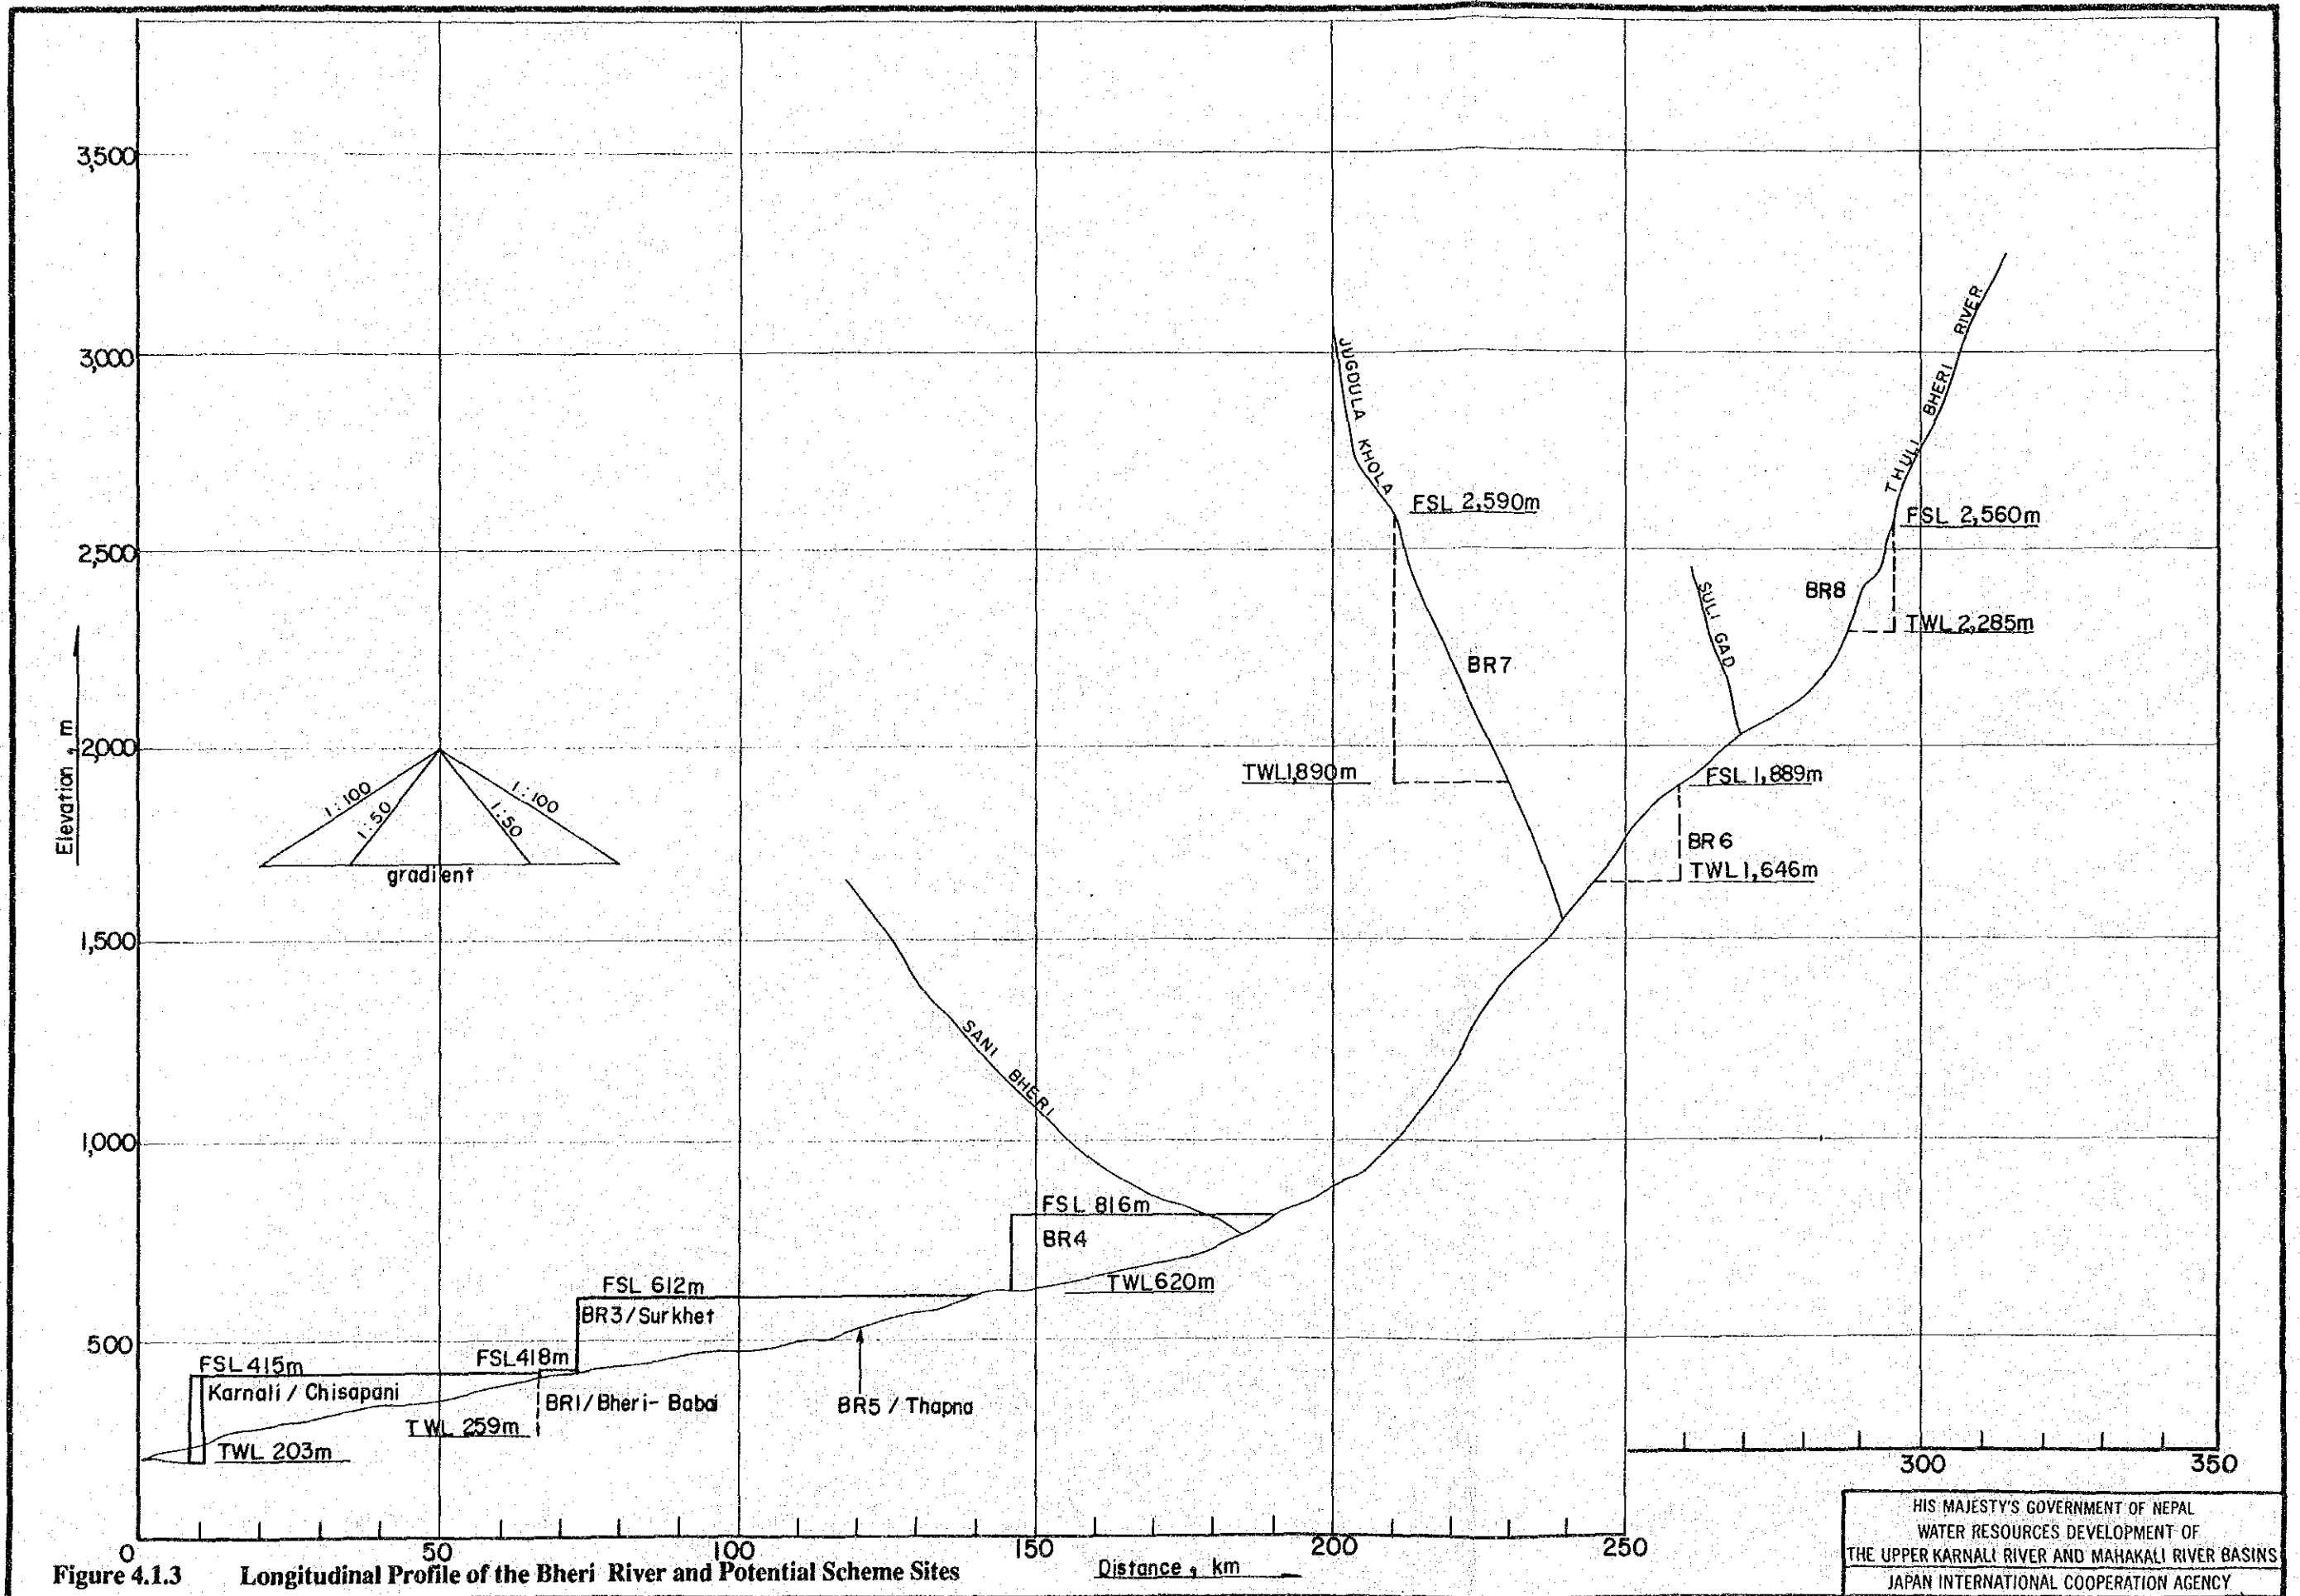 3,500
3,000
2,500
2,000
1,500
1,000
500
Elevation, m
1:100
1:50
1:50
1:100
gradient
JUGDULA KHOLA
FSL 2,590m
BR7
TWL1,890m
SULI GAD
THULI BHERI RIVER
FSL 2,560m
BR8
TWL 2,285m
FSL 1,889m
BR6
TWL1,646m
SANI BHERI
FSL 816m
BR4
TWL620m
FSL 612m
BR3/Surkhet
BR5 / Thapna
FSL415m
Karnali / Chisapani
TWL 203m
FSL418m
BR1/Bheri-Babai
TWL 259m
0
50
100
150
200
250
300
350
Distance, km
Figure 4.1.3 Longitudinal Profile of the Bheri River and Potential Scheme Sites
HIS MAJESTY'S GOVERNMENT OF NEPAL
WATER RESOURCES DEVELOPMENT OF
THE UPPER KARNALI RIVER AND MAHAKALI RIVER BASINS
JAPAN INTERNATIONAL COOPERATION AGENCY